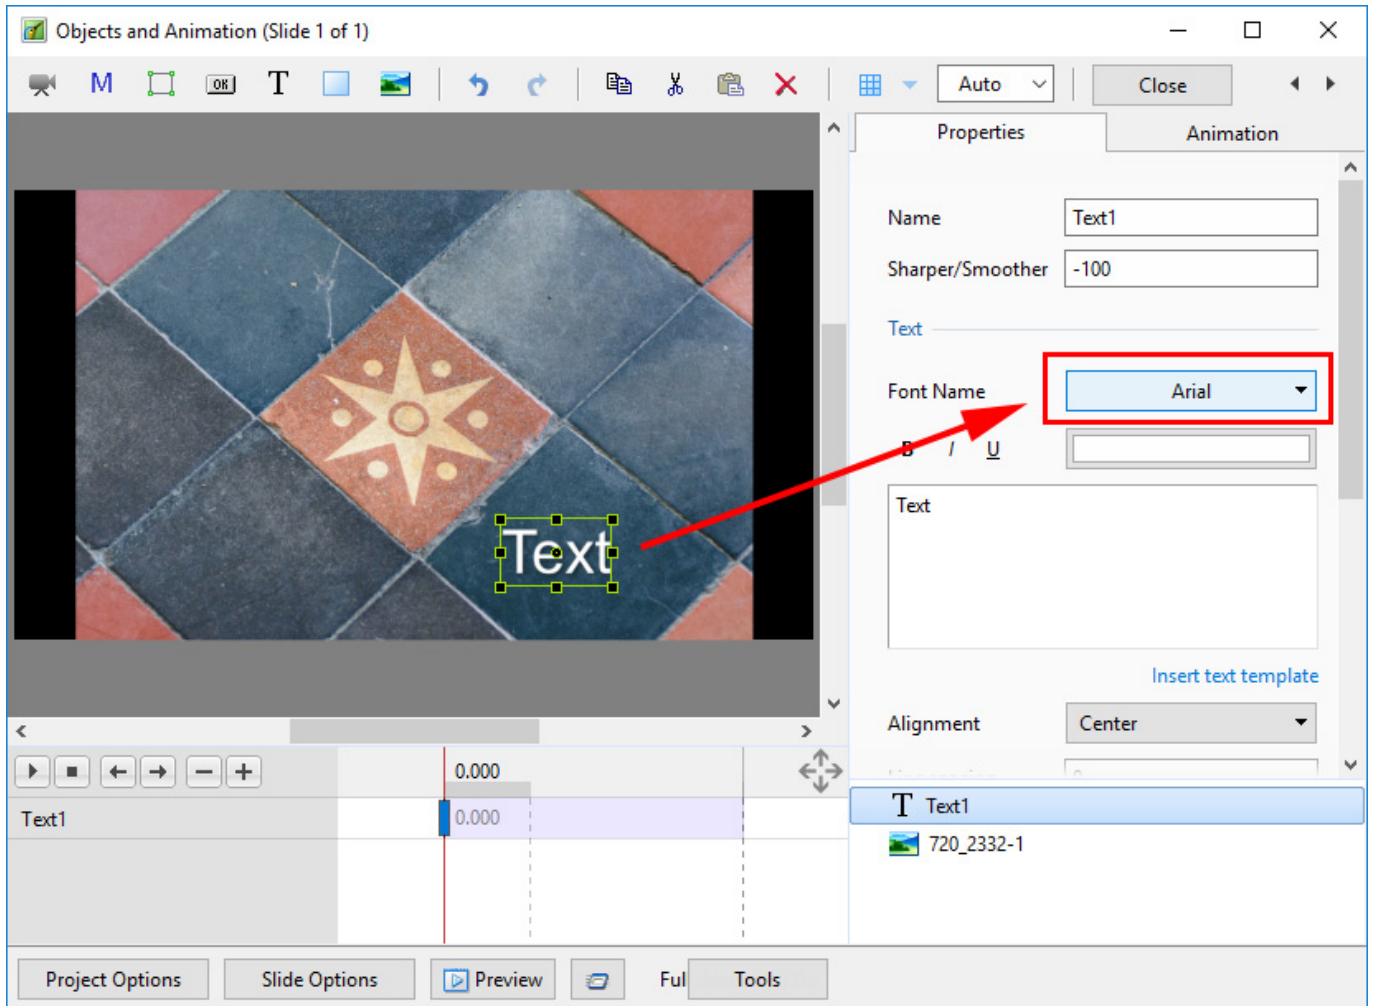 Objects and Animation (Slide 1 of 1)
M OK T Auto Close
Properties Animation
Name Text1
Sharper/Smoother -100
Text
Font Name Arial
B I U
Text
Text
Insert text template
Alignment Center
0.000
Text1 0.000
T Text1
720_2332-1
Project Options Slide Options Preview Ful Tools